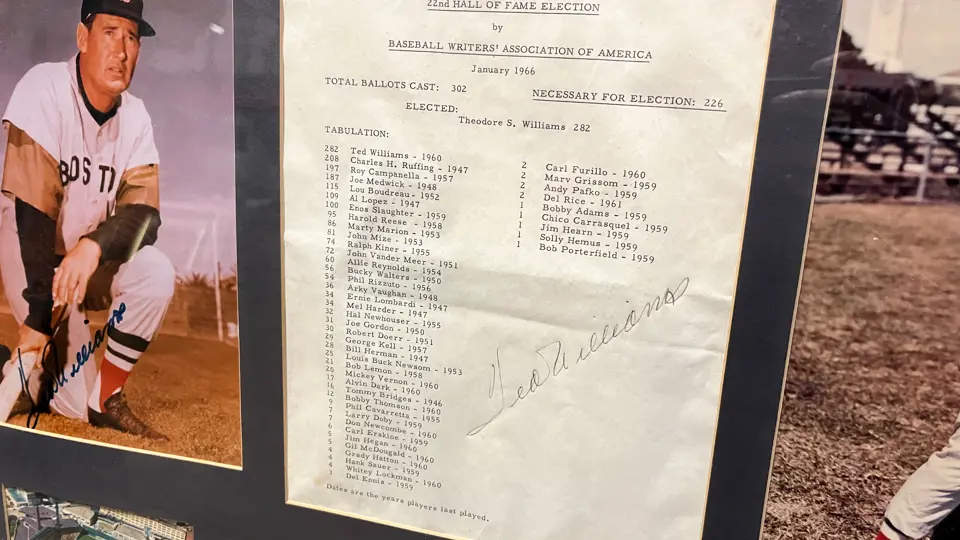 22nd HALL OF FAME ELECTION
by
BASEBALL WRITERS' ASSOCIATION OF AMERICA
January 1966
TOTAL BALLOTS CAST: 302 NECESSARY FOR ELECTION: 226
ELECTED:
Theodore S. Williams 282
TABULATION:
282 Ted Williams - 1960
208 Charles H. Ruffing - 1947
197 Roy Campanella - 1957
187 Joe Medwick - 1948
115 Lou Boudreau - 1952
109 Al Lopez - 1947
100 Enos Slaughter - 1959
95 Harold Reese - 1958
86 Marty Marion - 1953
81 John Mize - 1953
74 Ralph Kiner - 1955
72 John Vander Meer - 1951
60 Allie Reynolds - 1954
56 Bucky Walters - 1950
54 Phil Rizzuto - 1956
36 Arky Vaughan - 1948
34 Ernie Lombardi - 1947
34 Mel Harder - 1947
32 Hal Newhouser - 1955
31 Joe Gordon - 1950
30 Robert Doerr - 1951
29 George Kell - 1957
28 Bill Herman - 1947
25 Louis Buck Newsom - 1953
21 Bob Lemon - 1958
20 Mickey Vernon - 1960
17 Alvin Dark - 1960
16 Tommy Bridges - 1946
12 Bobby Thomson - 1960
9 Phil Cavarretta - 1955
7 Larry Doby - 1959
7 Don Newcombe - 1960
6 Carl Erskine - 1959
5 Jim Hegan - 1960
5 Gil McDougald - 1960
4 Grady Hatton - 1960
4 Hank Sauer - 1959
4 Whitey Lockman - 1960
3 Del Ennis - 1959
2 Carl Furillo - 1960
2 Marv Grissom - 1959
2 Andy Pafko - 1959
2 Del Rice - 1961
1 Bobby Adams - 1959
1 Chico Carrasquel - 1959
1 Jim Hearn - 1959
1 Solly Hemus - 1959
1 Bob Porterfield - 1959
Dates are the years players last played.
Ted Williams
BOST
Ted Williams